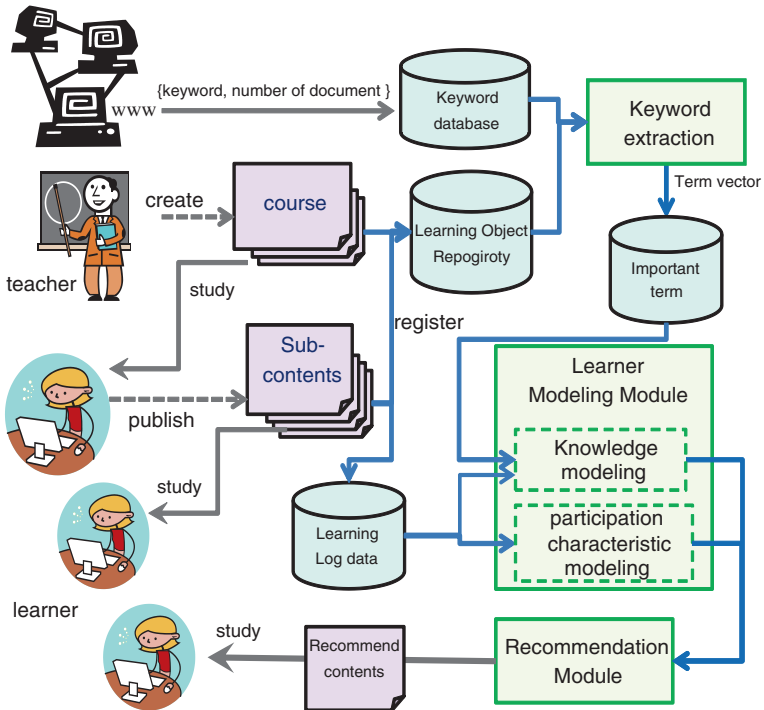 www
{keyword, number of document }
Keyword
database
Keyword
extraction
Term vector
create
course
teacher
study
Learning Object
Repogiroty
Important
term
register
Sub-
contents
publish
study
Learner
Modeling Module
Knowledge
modeling
participation
characteristic
modeling
Learning
Log data
learner
study
Recommend
contents
Recommendation
Module